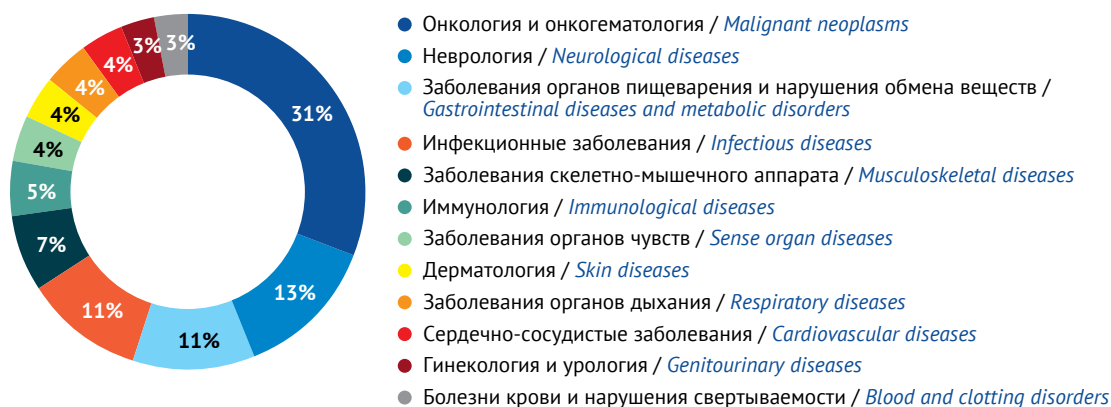 31%
13%
11%
11%
7%
5%
4%
4%
4%
4%
3%
3%
Онкология и онкогематология / Malignant neoplasms
Неврология / Neurological diseases
Заболевания органов пищеварения и нарушения обмена веществ /
Gastrointestinal diseases and metabolic disorders
Инфекционные заболевания / Infectious diseases
Заболевания скелетно-мышечного аппарата / Musculoskeletal diseases
Иммунология / Immunological diseases
Заболевания органов чувств / Sense organ diseases
Дерматология / Skin diseases
Заболевания органов дыхания / Respiratory diseases
Сердечно-сосудистые заболевания / Cardiovascular diseases
Гинекология и урология / Genitourinary diseases
Болезни крови и нарушения свертываемости / Blood and clotting disorders